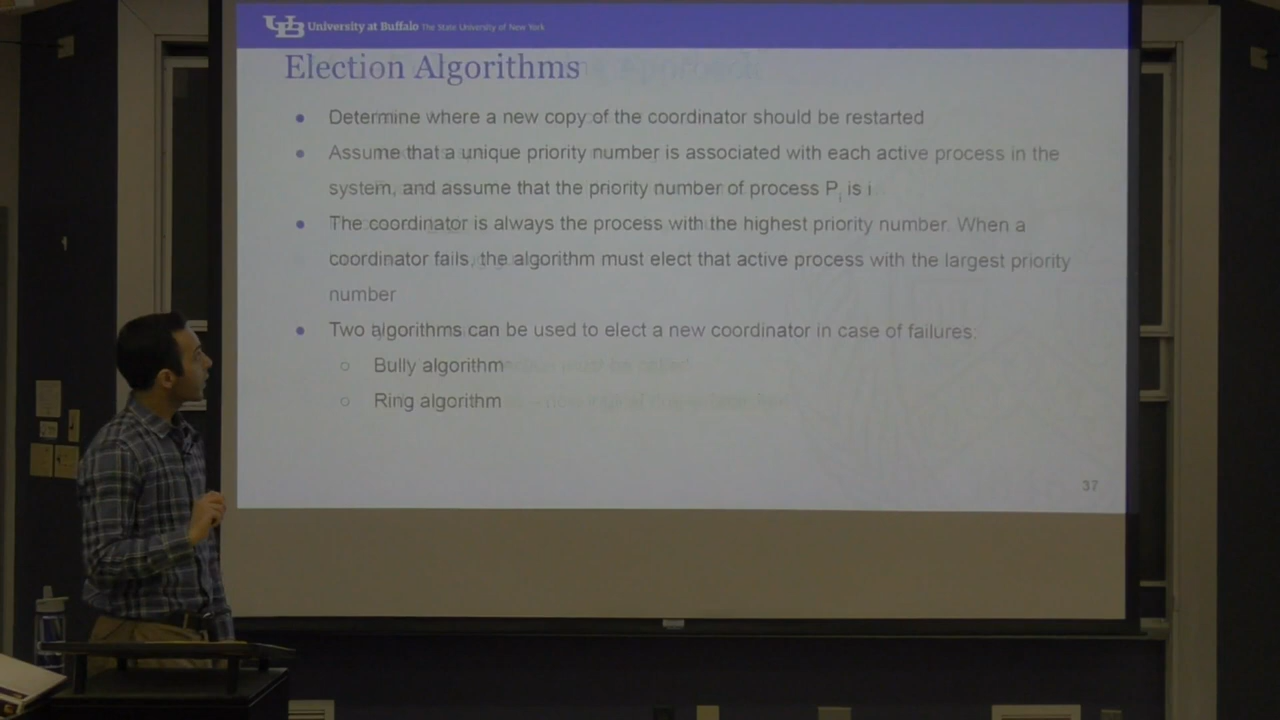 University at Buffalo The State University of New York
Election Algorithms
Determine where a new copy of the coordinator should be restarted
Assume that a unique priority number is associated with each active process in the
system, and assume that the priority number of process Pi is i
The coordinator is always the process with the highest priority number. When a
coordinator fails, the algorithm must elect that active process with the largest priority
number
Two algorithms can be used to elect a new coordinator in case of failures:
Bully algorithm
Ring algorithm
37